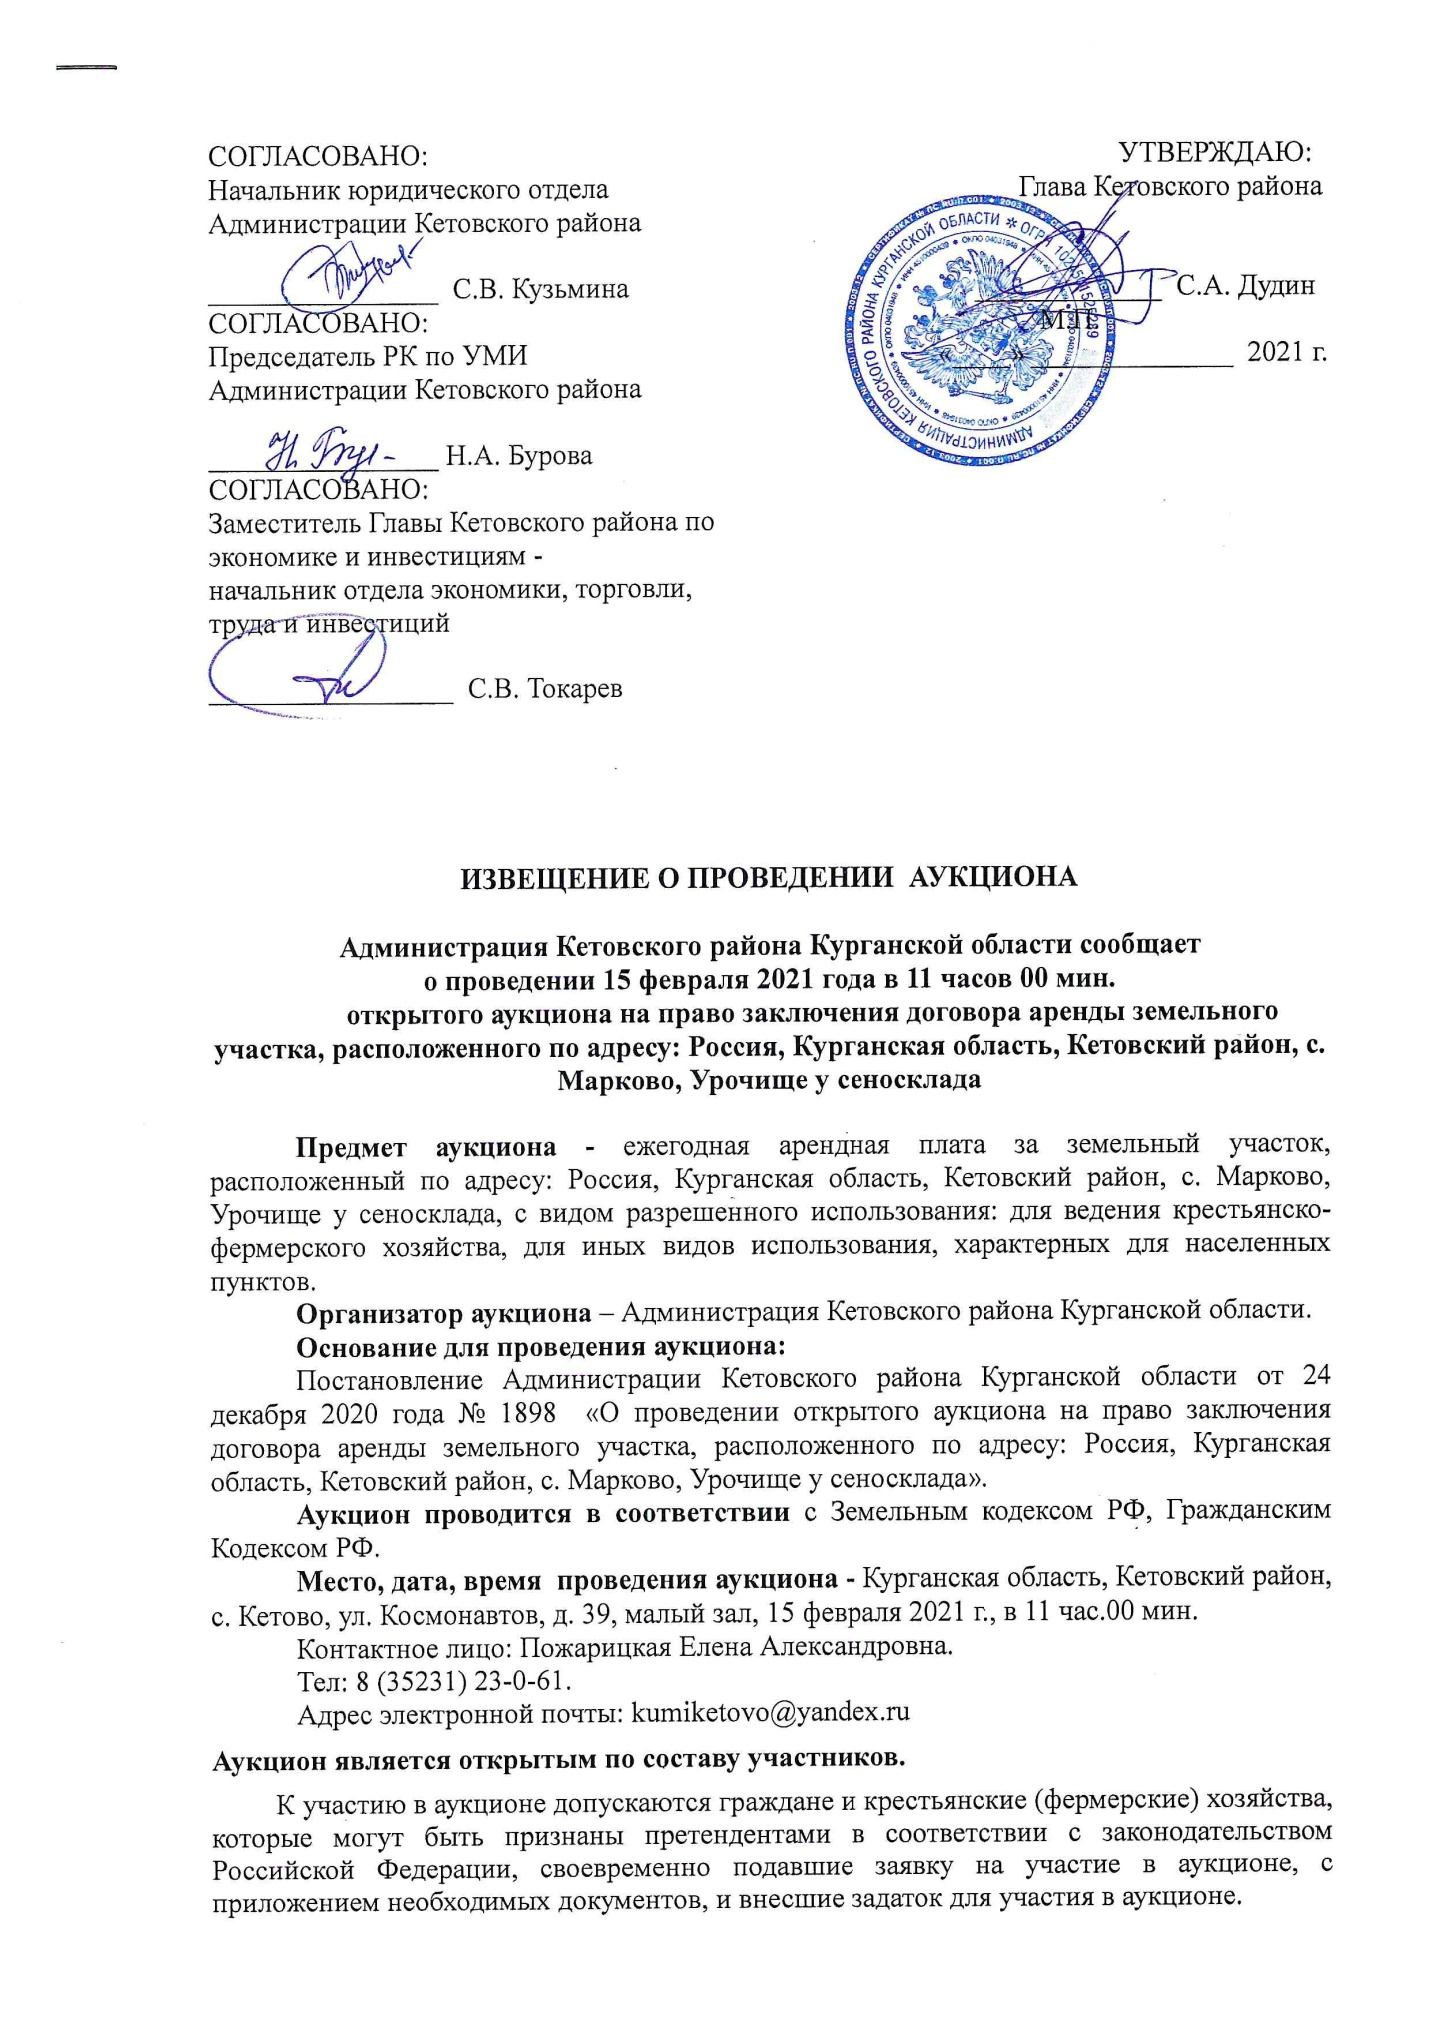 СОГЛАСОВАНО:
Начальник юридического отдела
Администрации Кетовского района
С.В. Кузьмина
СОГЛАСОВАНО:
Председатель РК по УМИ
Администрации Кетовского района
Н.А. Бурова
СОГЛАСОВАНО:
Заместитель Главы Кетовского района по
экономике и инвестициям -
начальник отдела экономики, торговли,
труда и инвестиций
С.В. Токарев
УТВЕРЖДАЮ:
Глава Кетовского района
С.А. Дудин
М.П.
«____» ________________ 2021 г.
АДМИНИСТРАЦИЯ КЕТОВСКОГО РАЙОНА КУРГАНСКОЙ ОБЛАСТИ
ИЗВЕЩЕНИЕ О ПРОВЕДЕНИИ АУКЦИОНА
Администрация Кетовского района Курганской области сообщает
о проведении 15 февраля 2021 года в 11 часов 00 мин.
открытого аукциона на право заключения договора аренды земельного
участка, расположенного по адресу: Россия, Курганская область, Кетовский район, с.
Марково, Урочище у сеносклада
Предмет аукциона - ежегодная арендная плата за земельный участок,
расположенный по адресу: Россия, Курганская область, Кетовский район, с. Марково,
Урочище у сеносклада, с видом разрешенного использования: для ведения крестьянско-
фермерского хозяйства, для иных видов использования, характерных для населенных
пунктов.
Организатор аукциона – Администрация Кетовского района Курганской области.
Основание для проведения аукциона:
Постановление Администрации Кетовского района Курганской области от 24
декабря 2020 года № 1898 «О проведении открытого аукциона на право заключения
договора аренды земельного участка, расположенного по адресу: Россия, Курганская
область, Кетовский район, с. Марково, Урочище у сеносклада».
Аукцион проводится в соответствии с Земельным кодексом РФ, Гражданским
Кодексом РФ.
Место, дата, время проведения аукциона - Курганская область, Кетовский район,
с. Кетово, ул. Космонавтов, д. 39, малый зал, 15 февраля 2021 г., в 11 час.00 мин.
Контактное лицо: Пожарицкая Елена Александровна.
Тел: 8 (35231) 23-0-61.
Адрес электронной почты: kumiketovo@yandex.ru
Аукцион является открытым по составу участников.
К участию в аукционе допускаются граждане и крестьянские (фермерские) хозяйства,
которые могут быть признаны претендентами в соответствии с законодательством
Российской Федерации, своевременно подавшие заявку на участие в аукционе, с
приложением необходимых документов, и внесшие задаток для участия в аукционе.